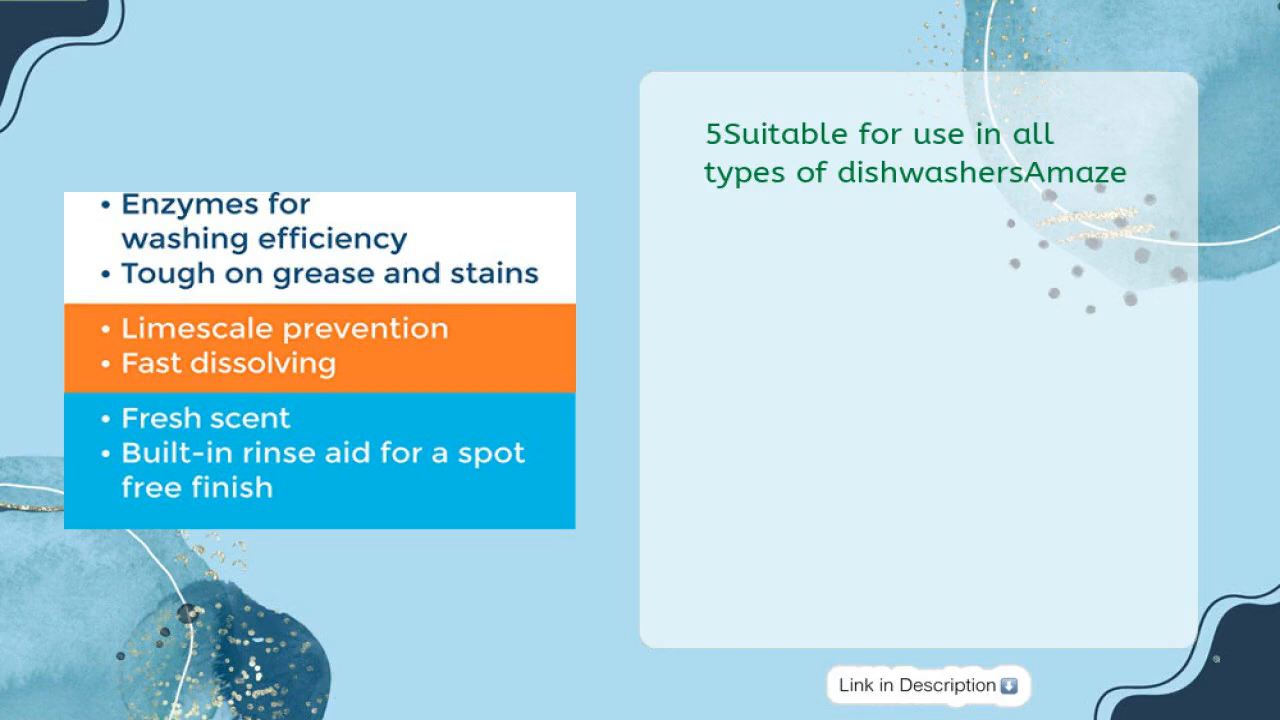 • Enzymes for
washing efficiency
• Tough on grease and stains
• Limescale prevention
• Fast dissolving
• Fresh scent
• Built-in rinse aid for a spot
free finish
5Suitable for use in all
types of dishwashersAmaze
Link in Description⬇️